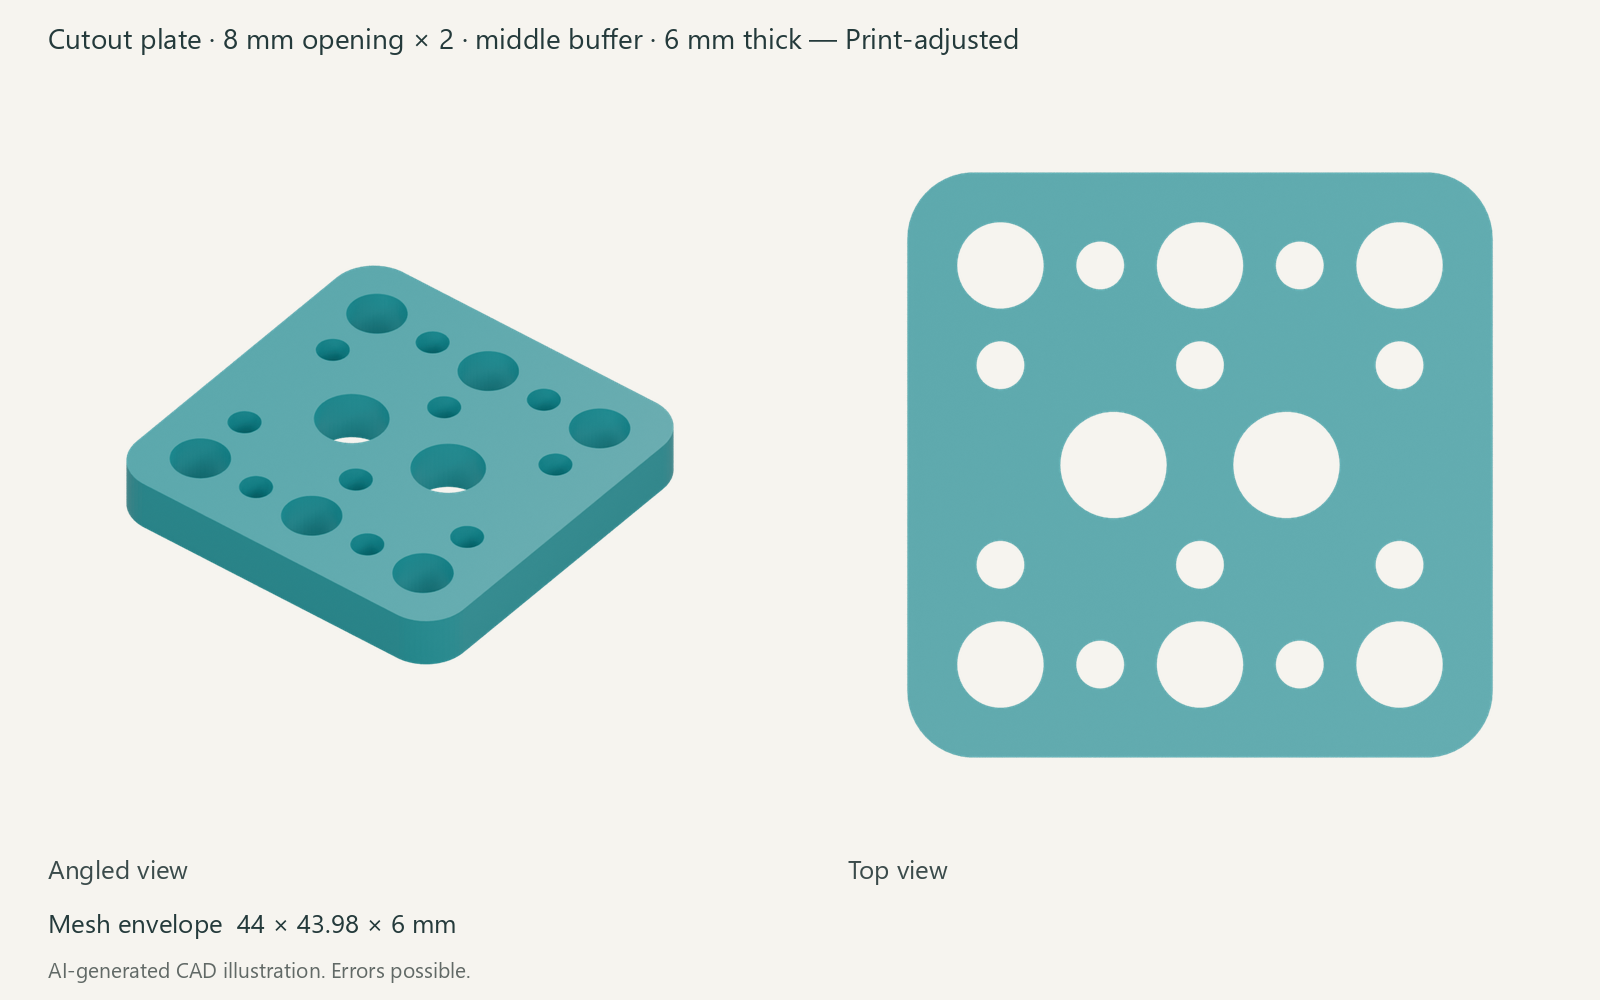 Cutout plate · 8 mm opening × 2 · middle buffer · 6 mm thick — Print-adjusted
Angled view
Top view
Mesh envelope 44 × 43.98 × 6 mm
AI-generated CAD illustration. Errors possible.